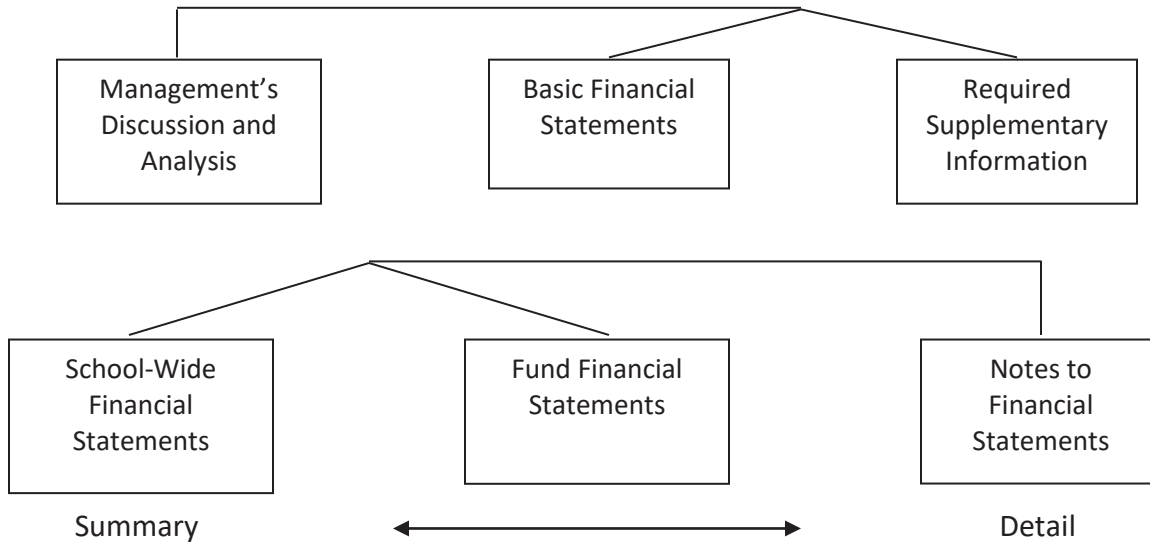 Management’s
Discussion and
Analysis
Basic Financial
Statements
Required
Supplementary
Information
School-Wide
Financial
Statements
Fund Financial
Statements
Notes to
Financial
Statements
Summary
Detail